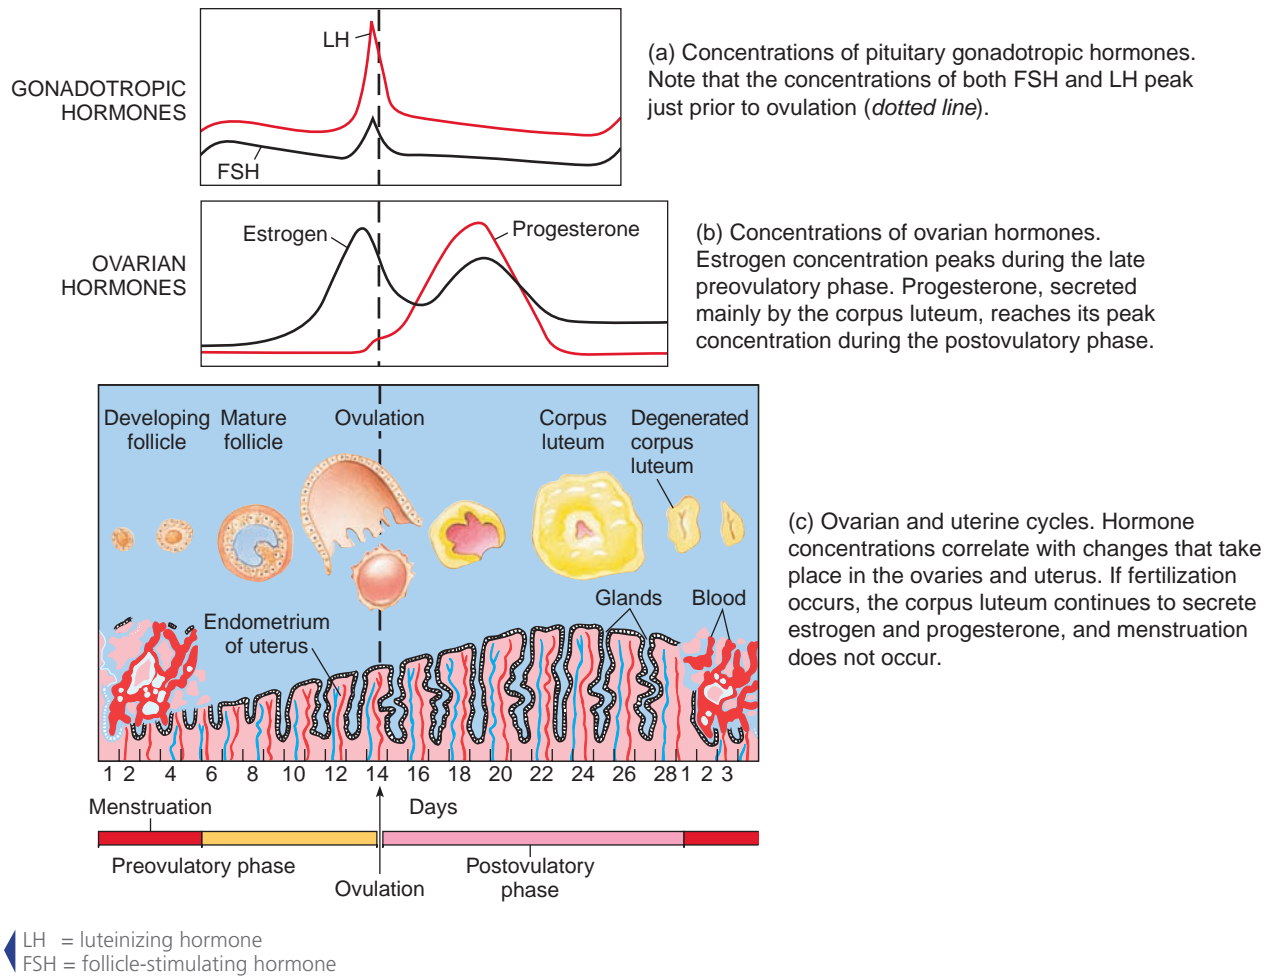 LH
GONADOTROPIC
HORMONES
FSH
(a) Concentrations of pituitary gonadotropic hormones.
Note that the concentrations of both FSH and LH peak
just prior to ovulation (dotted line).
Estrogen
Progesterone
OVARIAN
HORMONES
(b) Concentrations of ovarian hormones.
Estrogen concentration peaks during the late
preovulatory phase. Progesterone, secreted
mainly by the corpus luteum, reaches its peak
concentration during the postovulatory phase.
Developing
follicle
Mature
follicle
Ovulation
Corpus
luteum
Degenerated
corpus
luteum
Endometrium
of uterus
Glands
Blood
(c) Ovarian and uterine cycles. Hormone
concentrations correlate with changes that take
place in the ovaries and uterus. If fertilization
occurs, the corpus luteum continues to secrete
estrogen and progesterone, and menstruation
does not occur.
1 2 4 6 8 10 12 14 16 18 20 22 24 26 28 1 2 3
Menstruation
Days
Preovulatory phase
Ovulation
Postovulatory
phase
LH = luteinizing hormone
FSH = follicle-stimulating hormone